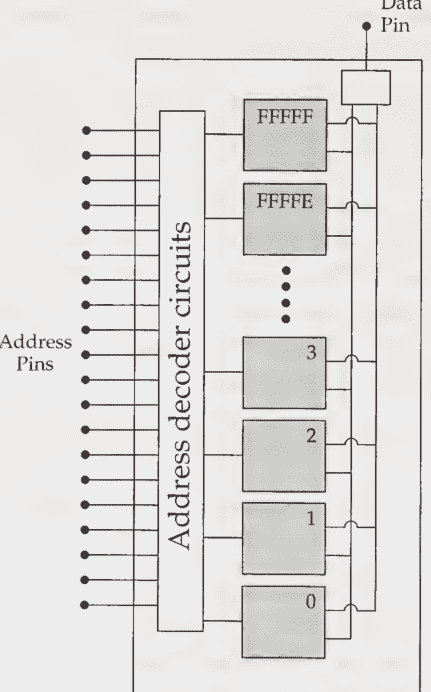 Data
Pin
FFFFF
FFFFE
Address
Pins
Address decoder circuits
3
2
1
0